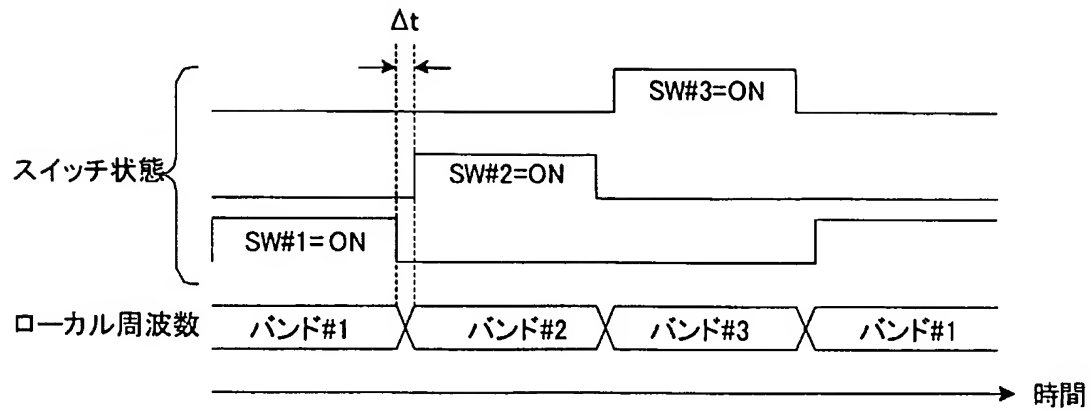 Δt
SW#3=ON
スイッチ状態
SW#2=ON
SW#1=ON
ローカル周波数
バンド#1
バンド#2
バンド#3
バンド#1
時間